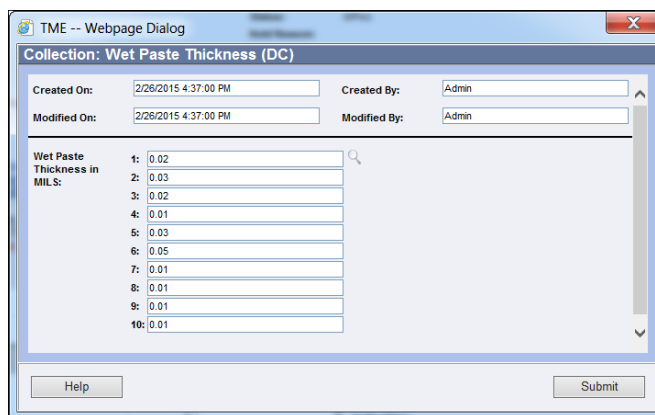 TME -- Webpage Dialog
Collection: Wet Paste Thickness (DC)
Created On: 2/26/2015 4:37:00 PM Created By: Admin
Modified On: 2/26/2015 4:37:00 PM Modified By: Admin
Wet Paste Thickness in MILS:
1: 0.02
2: 0.03
3: 0.02
4: 0.01
5: 0.03
6: 0.05
7: 0.01
8: 0.01
9: 0.01
10: 0.01
Help Submit